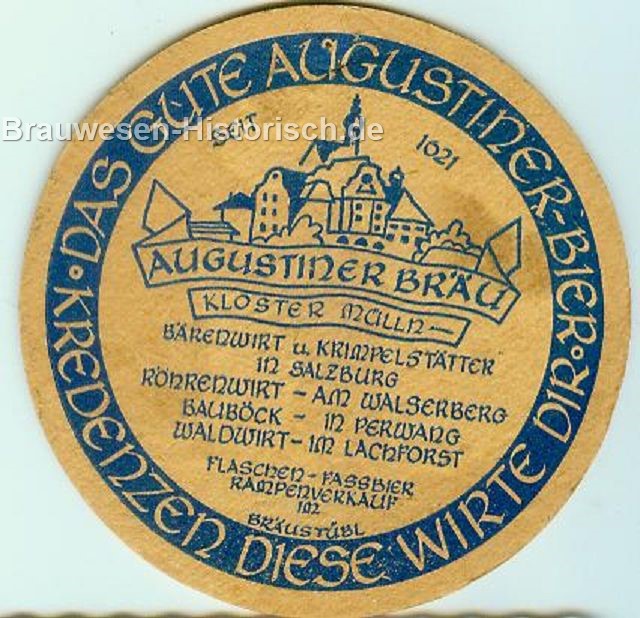 DAS GUTE AUGUSTINER-BIER
KREDENZEN DIESE WIRTE DIR
Brauwesen-Historisch.de
SEIT 1621
AUGUSTINER BRÄU
KLOSTER MÜLLN
BÄRENWIRT u. KRIMPELSTÄTTER
IN SALZBURG
RÖHRENWIRT - AM WALSERBERG
BAUBÖCK - IN PERWANG
WALDWIRT - IM LACHFORST
FLASCHEN - FASSBIER
RAMPENVERKAUF
IM
BRÄUSTÜBL